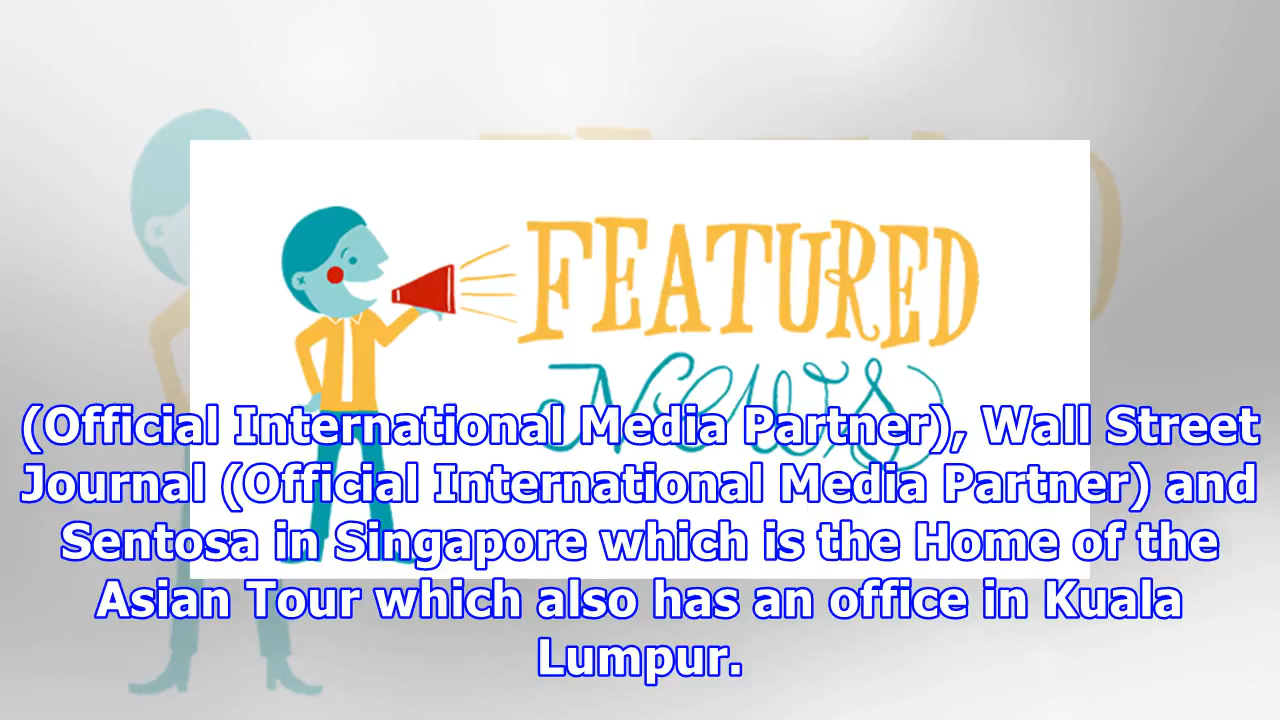 FEATURED
News
(Official International Media Partner), Wall Street
Journal (Official International Media Partner) and
Sentosa in Singapore which is the Home of the
Asian Tour which also has an office in Kuala
Lumpur.